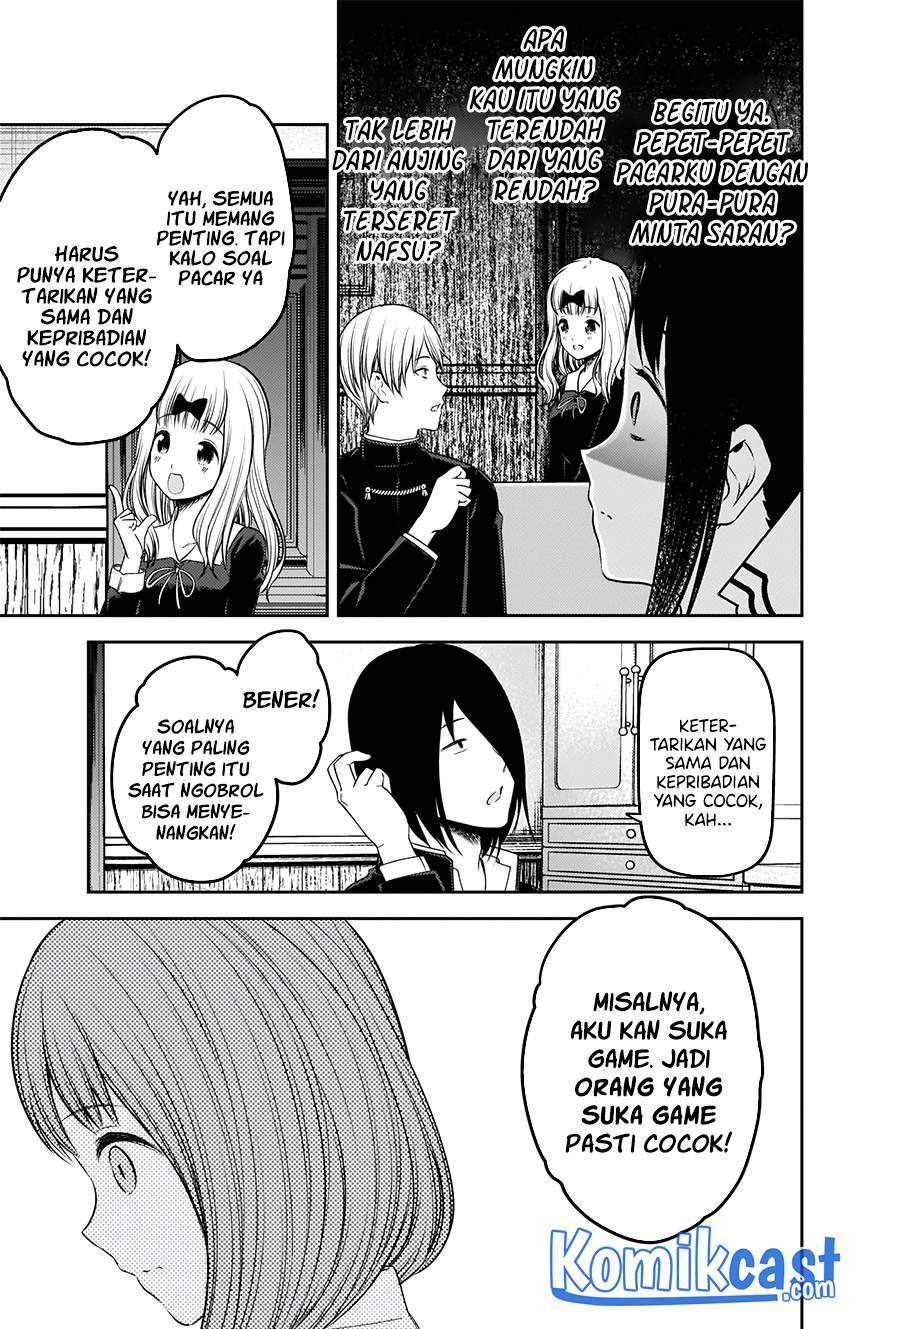 BEGITU YA.
PEPET-PEPET
PACARKU DENGAN
PURA-PURA
MINTA SARAN?
APA
MUNGKIN
KAU ITU YANG
TERENDAH
DARI YANG
RENDAH?
TAK LEBIH
DARI ANJING
YANG
TERSERET
NAFSU?
YAH, SEMUA
ITU MEMANG
PENTING. TAPI
KALO SOAL
PACAR YA
HARUS
PUNYA KETER-
TARIKAN YANG
SAMA DAN
KEPRIBADIAN
YANG COCOK!
KETER-
TARIKAN YANG
SAMA DAN
KEPRIBADIAN
YANG COCOK,
KAH...
BENER!
SOALNYA
YANG PALING
PENTING ITU
SAAT NGOBROL
BISA MENYE-
NANGKAN!
MISALNYA,
AKU KAN SUKA
GAME. JADI
ORANG YANG
SUKA GAME
PASTI COCOK!
Komikcast
.com